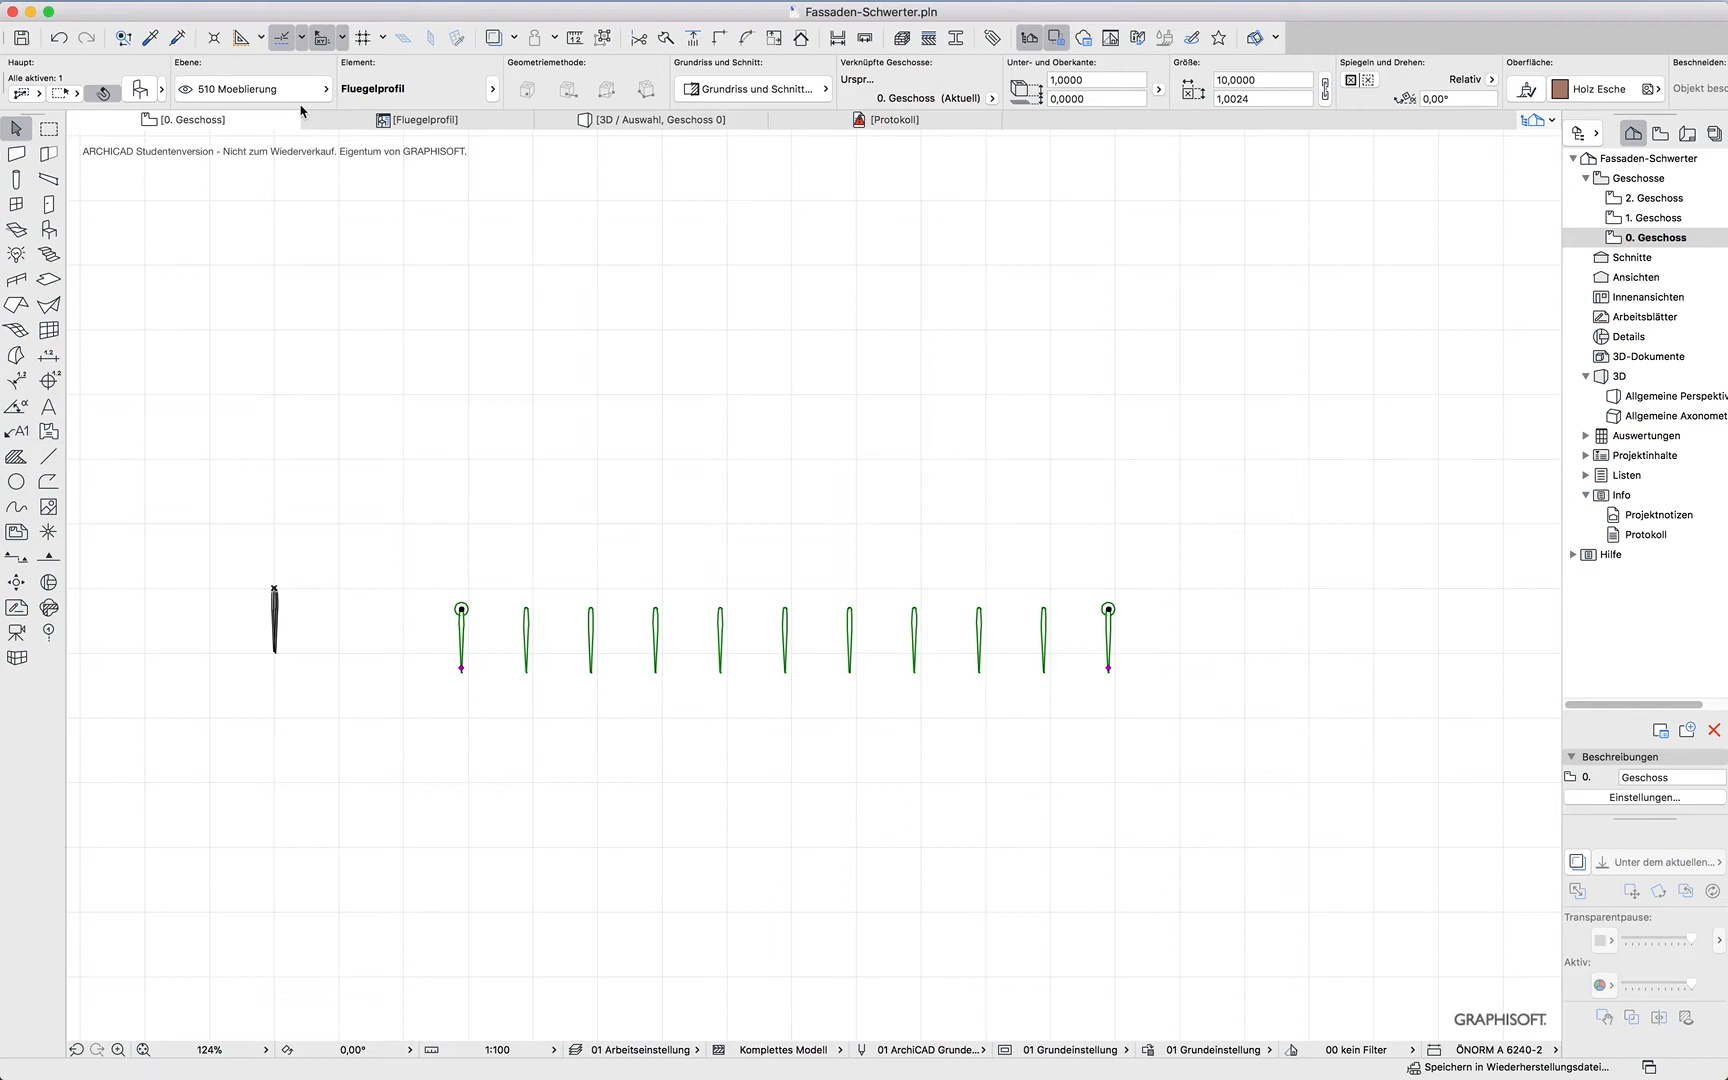 Fassaden-Schwerter.pln
Haupt:
Alle aktiven: 1
Ebene:
510 Moeblierung
Element:
Fluegelprofil
Geometriemethode:
Grundriss und Schnitt:
Grundriss und Schnitt...
Verknüpfte Geschosse:
Urspr...
0. Geschoss (Aktuell)
Unter- und Oberkante:
1,0000
0,0000
Größe:
10,0000
1,0024
Spiegeln und Drehen:
Relativ
0,00°
Oberfläche:
Holz Esche
Beschneiden:
Objekt besc
[0. Geschoss]
[Fluegelprofil]
[3D / Auswahl, Geschoss 0]
[Protokoll]
ARCHICAD Studentenversion - Nicht zum Wiederverkauf. Eigentum von GRAPHISOFT.
Fassaden-Schwerter
Geschosse
2. Geschoss
1. Geschoss
0. Geschoss
Schnitte
Ansichten
Innenansichten
Arbeitsblätter
Details
3D-Dokumente
3D
Allgemeine Perspektiv
Allgemeine Axonomet
Auswertungen
Projektinhalte
Listen
Info
Projektnotizen
Protokoll
Hilfe
Beschreibungen
0. Geschoss
Einstellungen...
Unter dem aktuellen...
Transparentpause:
Aktiv:
GRAPHISOFT.
124%
0,00°
1:100
01 Arbeitseinstellung
Komplettes Modell
01 ArchiCAD Grunde...
01 Grundeinstellung
01 Grundeinstellung
00 kein Filter
ÖNORM A 6240-2
Speichern in Wiederherstellungsdatei...